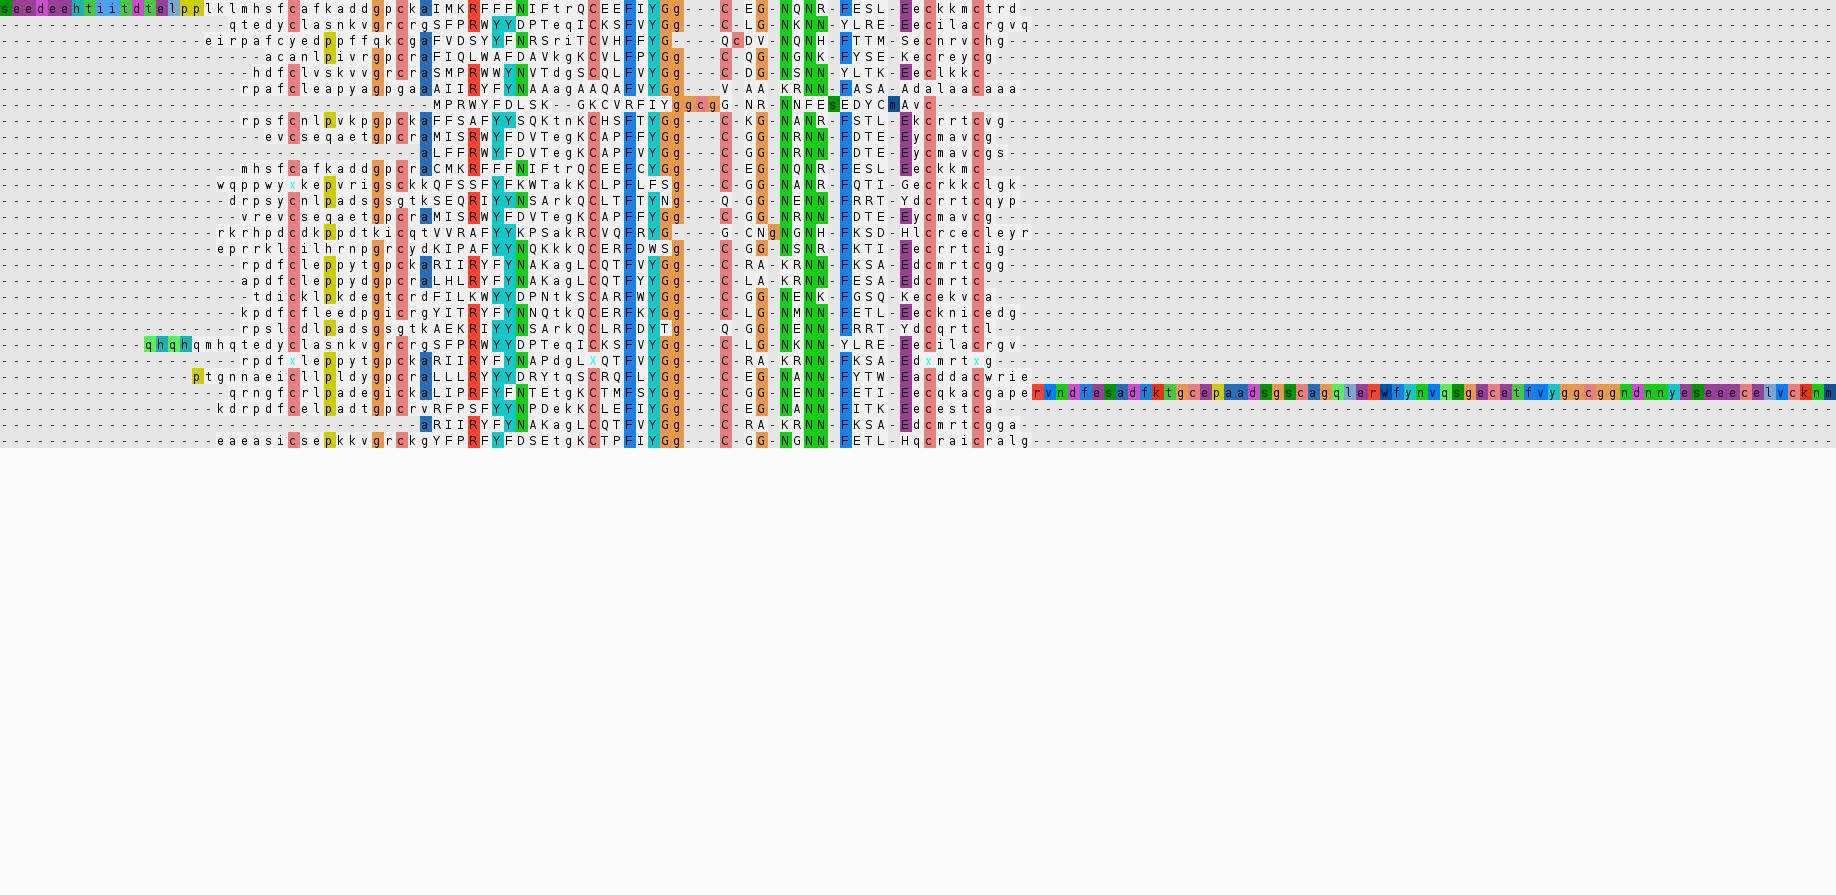 seedeehtiitdtelpplklmhsfcafkaddgpckaIMKRFFFNIFtrQCEEFIYGg---C-EG-NQNR-FESL-Eeckkmctrd--------------------------------------------------------------------
-------------------qtedyclasnkvgrcrgSFPRWYYDPTeqICKSFVYGg---C-LG-NKNN-YLRE-Eecilacrgvq-------------------------------------------------------------------
-----------------eirpafcyedppffqkcgaFVDSYYFNRSriTCVHFFYG----QcDV-NQNH-FTTM-Secnrvchg---------------------------------------------------------------------
----------------------acanlpivrgpcraFIQLWAFDAVkgKCVLFPYGg---C-QG-NGNK-FYSE-Kecreycg----------------------------------------------------------------------
---------------------hdfclvskvvgrcraSMPRWWYNVTdgSCQLFVYGg---C-DG-NSNN-YLTK-Eeclkkc-----------------------------------------------------------------------
--------------------rpafcleapyagpgaaAIIRYFYNAAagAAQAFVYGg---V-AA-KRNN-FASA-Adalaacaaa--------------------------------------------------------------------
------------------------------------MPRWYFDLSK--GKCVRFIYggcgG-NR-NNFEsEDYCmAvc---------------------------------------------------------------------------
--------------------rpsfcnlpvkpgpckaFFSAFYYSQKtnKCHSFTYGg---C-KG-NANR-FSTL-Ekcrrtcvg---------------------------------------------------------------------
----------------------evcseqaetgpcraMISRWYFDVTegKCAPFFYGg---C-GG-NRNN-FDTE-Eycmavcg----------------------------------------------------------------------
-----------------------------------aLFFRWYFDVTegKCAPFVYGg---C-GG-NRNN-FDTE-Eycmavcgs---------------------------------------------------------------------
--------------------mhsfcafkaddgpcraCMKRFFFNIFtrQCEEFCYGg---C-EG-NQNR-FESL-Eeckkmc-----------------------------------------------------------------------
------------------wqppwyxkepvrigsckkQFSSFYFKWTakKCLPFLFSg---C-GG-NANR-FQTI-Gecrkkclgk--------------------------------------------------------------------
-------------------drpsycnlpadsgsgtkSEQRIYYNSArkQCLTFTYNg---Q-GG-NENN-FRRT-Ydcrrtcqyp--------------------------------------------------------------------
--------------------vrevcseqaetgpcraMISRWYFDVTegKCAPFFYGg---C-GG-NRNN-FDTE-Eycmavcg----------------------------------------------------------------------
------------------rkrhpdcdkppdtkicqtVVRAFYYKPSakRCVQFRYG----G-CNgNGNH-FKSD-Hlcrcecleyr-------------------------------------------------------------------
------------------eprrklcilhrnpgrcydKIPAFYYNQKkkQCERFDWSg---C-GG-NSNR-FKTI-Eecrrtcig---------------------------------------------------------------------
--------------------rpdfcleppytgpckaRIIRYFYNAKagLCQTFVYGg---C-RA-KRNN-FKSA-Edcmrtcgg---------------------------------------------------------------------
--------------------apdfcleppydgpcraLHLRYFYNAKagLCQTFYYGg---C-LA-KRNN-FESA-Edcmrtc-----------------------------------------------------------------------
---------------------tdicklpkdegtcrdFILKWYYDPNtkSCARFWYGg---C-GG-NENK-FGSQ-Kecekvca----------------------------------------------------------------------
--------------------kpdfcfleedpgicrgYITRYFYNNQtkQCERFKYGg---C-LG-NMNN-FETL-Eecknicedg--------------------------------------------------------------------
--------------------rpslcdlpadsgsgtkAEKRIYYNSArkQCLRFDYTg---Q-GG-NENN-FRRT-Ydcqrtcl----------------------------------------------------------------------
------------qhqhqmhqtedyclasnkvgrcrgSFPRWYYDPTeqICKSFVYGg---C-LG-NKNN-YLRE-Eecilacrgv--------------------------------------------------------------------
--------------------rpdfxleppytgpckaRIIRYFYNAPdgLXQTFVYGg---C-RA-KRNN-FKSA-Edxmrtxg----------------------------------------------------------------------
----------------ptgnnaeicllpldygpcraLLLRYYYDRYtqSCRQFLYGg---C-EG-NANN-FYTW-Eacddacwrie-------------------------------------------------------------------
-------------------qrngfcrlpadegickaLIPRFYFNTEtgKCTMFSYGg---C-GG-NENN-FETI-Eecqkacgapervndfesadfktgcepaadsgscagqlerwfynvqsgecetfvyggcggndnnyeseeecelvcknm
------------------kdrpdfcelpadtgpcrvRFPSFYYNPDekKCLEFIYGg---C-EG-NANN-FITK-Eecestca----------------------------------------------------------------------
-----------------------------------aRIIRYFYNAKagLCQTFVYGg---C-RA-KRNN-FKSA-Edcmrtcgga--------------------------------------------------------------------
------------------eaeasicsepkkvgrckgYFPRFYFDSEtgKCTPFIYGg---C-GG-NGNN-FETL-Hqcraicralg-------------------------------------------------------------------